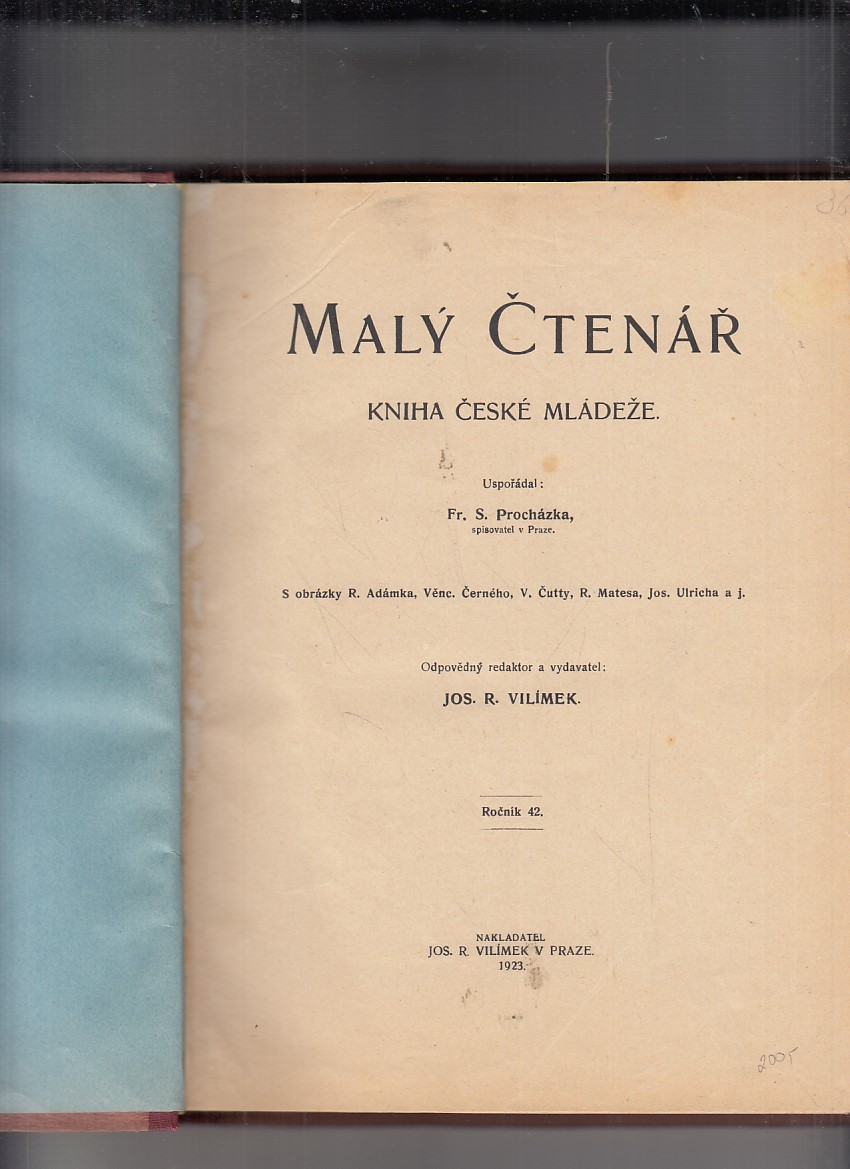 MALÝ ČTENÁŘ
KNIHA ČESKÉ MLÁDEŽE.
Uspořádal:
Fr. S. Procházka,
spisovatel v Praze.
S obrázky R. Adámka, Věnc. Černého, V. Čutty, R. Matesa, Jos. Ulricha a j.
Odpovědný redaktor a vydavatel:
JOS. R. VILÍMEK.
Ročník 42.
NAKLADATEL
JOS. R. VILÍMEK V PRAZE.
1923.